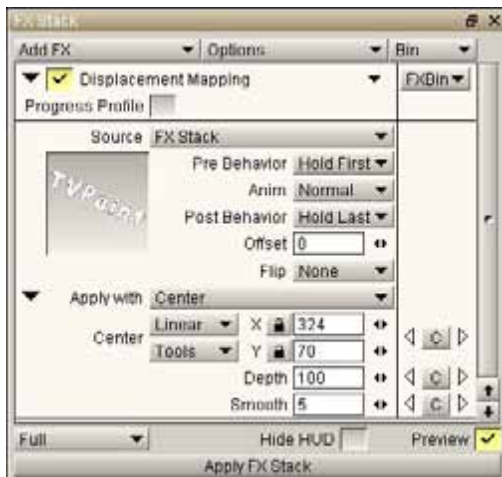 FX Stack
Add FX Options Bin
Displacement Mapping FXBin
Progress Profile
Source FX Stack
TVPaint
Pre Behavior Hold First
Anim Normal
Post Behavior Hold Last
Offset 0
Flip None
Apply with Center
Center Linear X 324
Tools Y 70 C
Depth 100 C
Smooth 5 C
Full Hide HUD Preview
Apply FX Stack